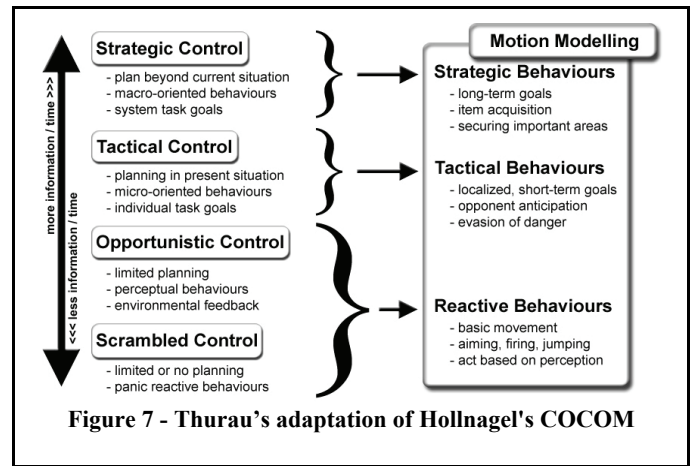 more information / time >>>
<<< less information / time
Strategic Control
- plan beyond current situation
- macro-oriented behaviours
- system task goals
Tactical Control
- planning in present situation
- micro-oriented behaviours
- individual task goals
Opportunistic Control
- limited planning
- perceptual behaviours
- environmental feedback
Scrambled Control
- limited or no planning
- panic reactive behaviours
Motion Modelling
Strategic Behaviours
- long-term goals
- item acquisition
- securing important areas
Tactical Behaviours
- localized, short-term goals
- opponent anticipation
- evasion of danger
Reactive Behaviours
- basic movement
- aiming, firing, jumping
- act based on perception
Figure 7 - Thurau’s adaptation of Hollnagel's COCOM